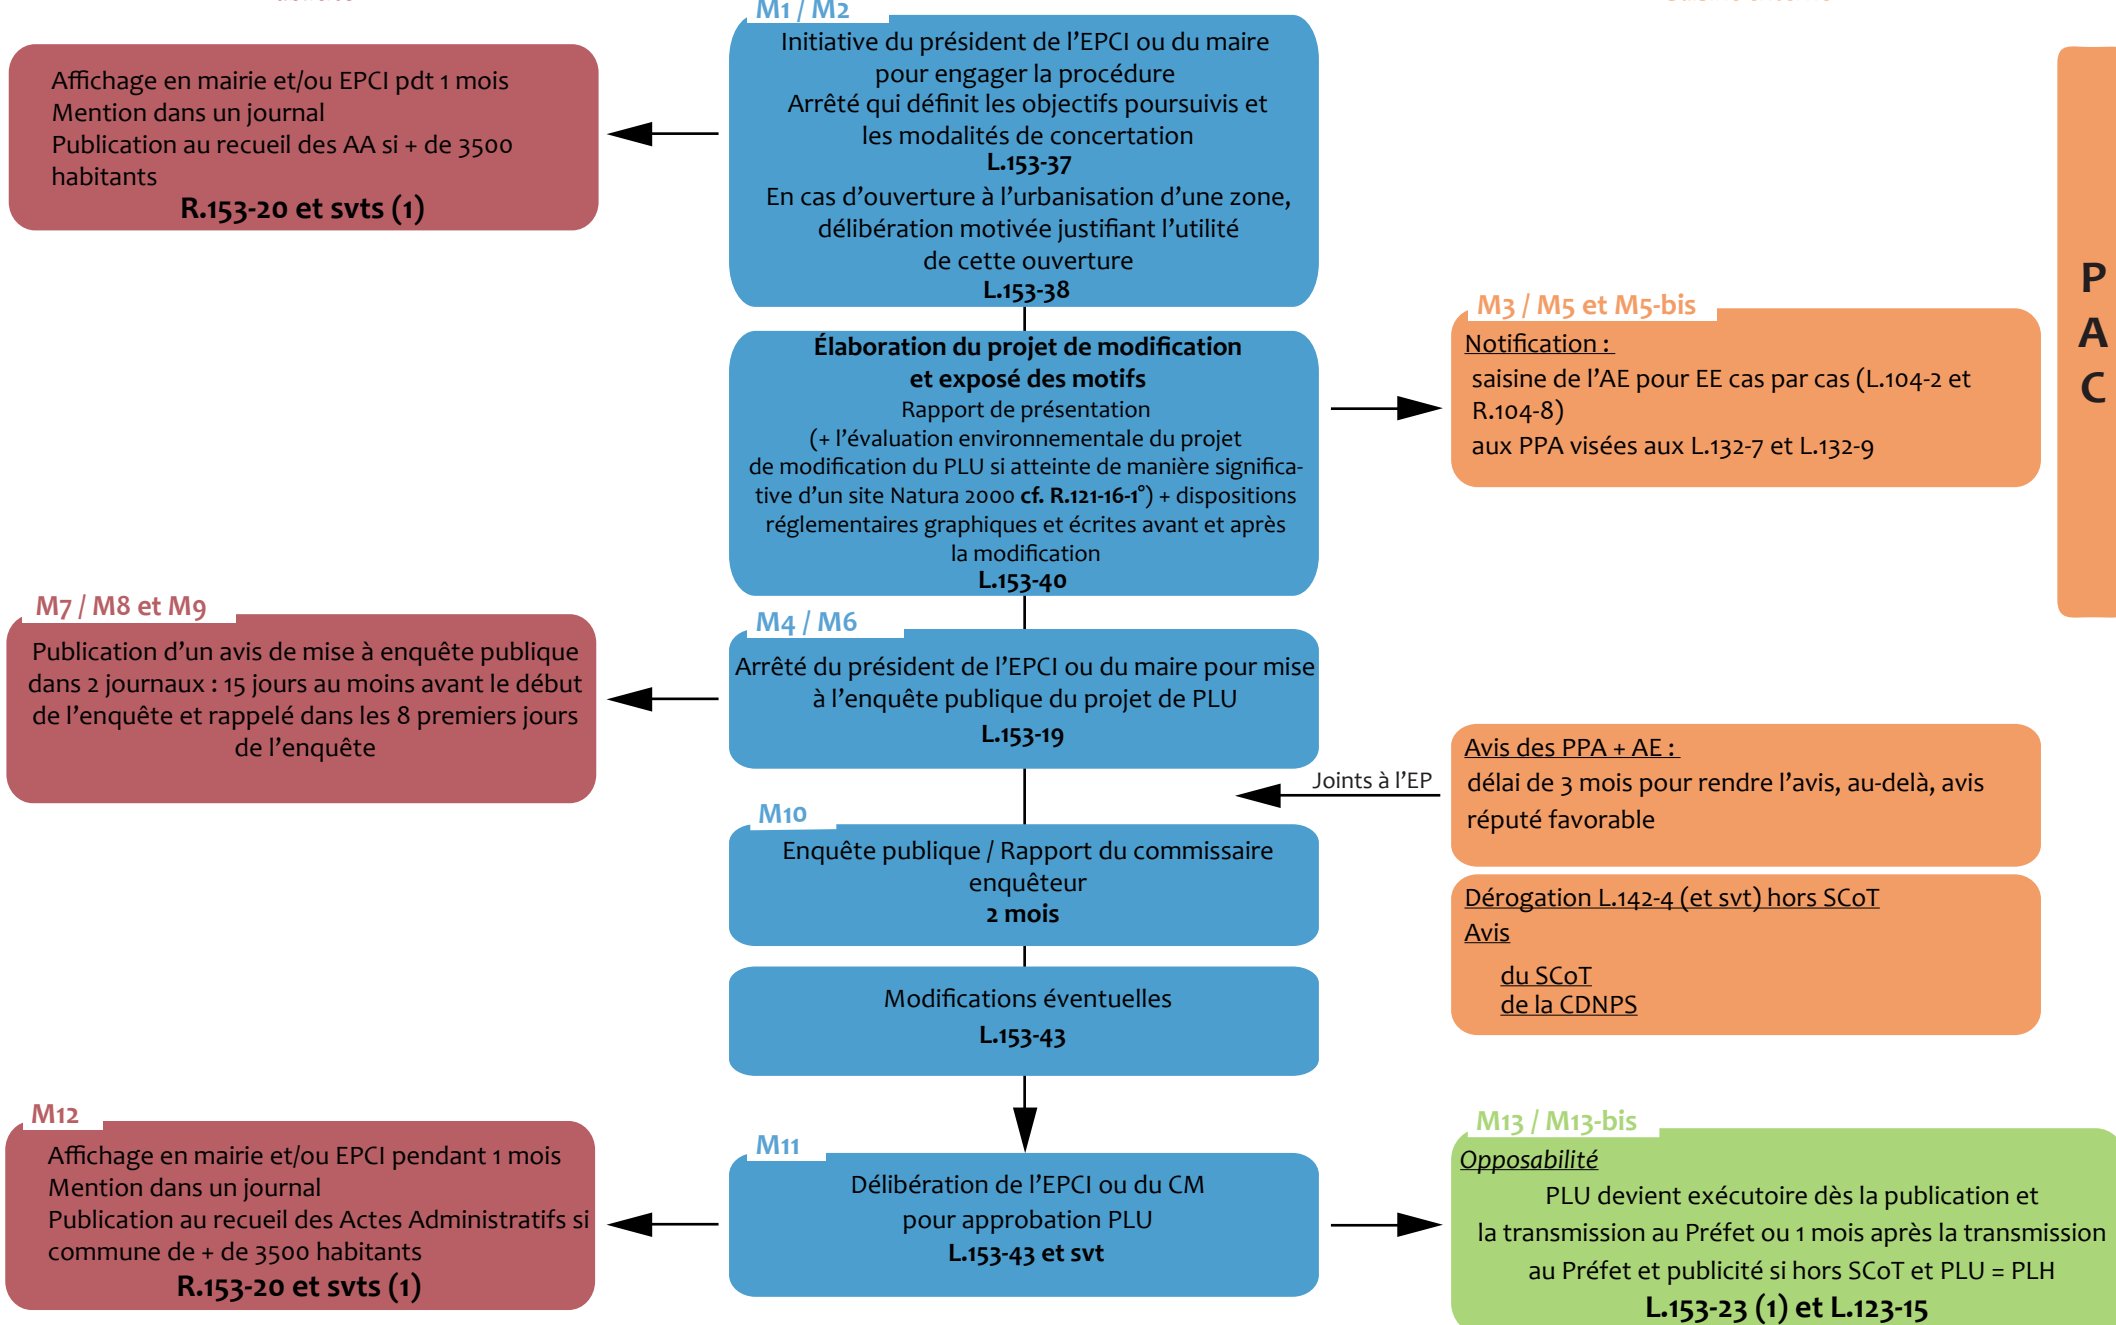 M1 / M2
Initiative du président de l'EPCI ou du maire
pour engager la procédure
Arrêté qui définit les objectifs poursuivis et
les modalités de concertation
L.153-37
En cas d'ouverture à l'urbanisation d'une zone,
délibération motivée justifiant l'utilité
de cette ouverture
L.153-38
Affichage en mairie et/ou EPCI pdt 1 mois
Mention dans un journal
Publication au recueil des AA si + de 3500
habitants
R.153-20 et svts (1)
P
A
C
Élaboration du projet de modification
et exposé des motifs
Rapport de présentation
(+ l'évaluation environnementale du projet
de modification du PLU si atteinte de manière significa-
tive d'un site Natura 2000 cf. R.121-16-1°) + dispositions
réglementaires graphiques et écrites avant et après
la modification
L.153-40
M3 / M5 et M5-bis
Notification :
saisine de l'AE pour EE cas par cas (L.104-2 et
R.104-8)
aux PPA visées aux L.132-7 et L.132-9
M7 / M8 et M9
Publication d'un avis de mise à enquête publique
dans 2 journaux : 15 jours au moins avant le début
de l'enquête et rappelé dans les 8 premiers jours
de l'enquête
M4 / M6
Arrêté du président de l'EPCI ou du maire pour mise
à l'enquête publique du projet de PLU
L.153-19
Joints à l'EP
Avis des PPA + AE :
délai de 3 mois pour rendre l'avis, au-delà, avis
réputé favorable
M10
Enquête publique / Rapport du commissaire
enquêteur
2 mois
Dérogation L.142-4 (et svt) hors SCoT
Avis
du SCoT
de la CDNPS
Modifications éventuelles
L.153-43
M12
Affichage en mairie et/ou EPCI pendant 1 mois
Mention dans un journal
Publication au recueil des Actes Administratifs si
commune de + de 3500 habitants
R.153-20 et svts (1)
M11
Délibération de l'EPCI ou du CM
pour approbation PLU
L.153-43 et svt
M13 / M13-bis
Opposabilité
PLU devient exécutoire dès la publication et
la transmission au Préfet ou 1 mois après la transmission
au Préfet et publicité si hors SCoT et PLU = PLH
L.153-23 (1) et L.123-15